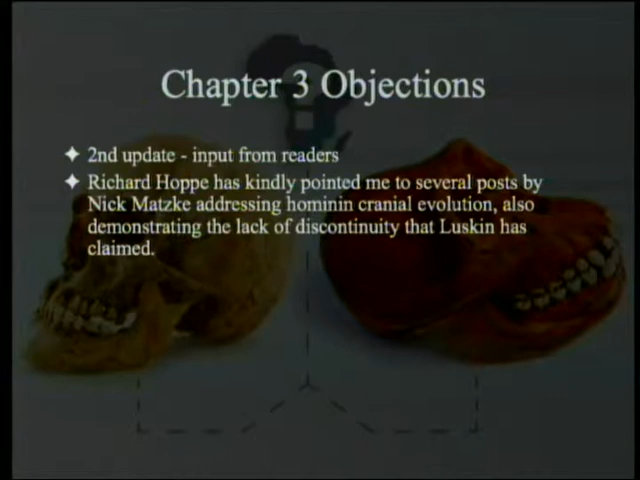 Chapter 3 Objections
✦ 2nd update - input from readers
✦ Richard Hoppe has kindly pointed me to several posts by
Nick Matzke addressing hominin cranial evolution, also
demonstrating the lack of discontinuity that Luskin has
claimed.